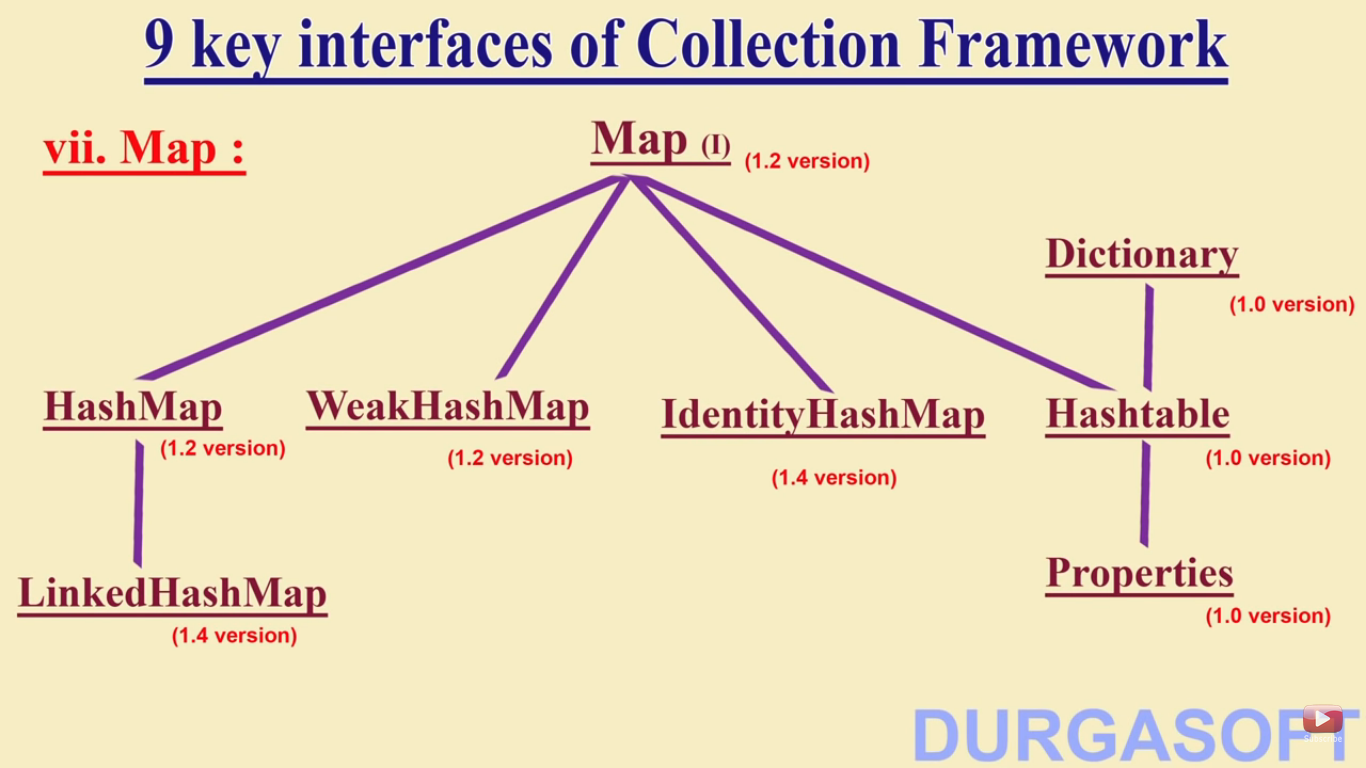 9 key interfaces of Collection Framework
vii. Map :
Map (I)
(1.2 version)
Dictionary
(1.0 version)
HashMap
(1.2 version)
WeakHashMap
(1.2 version)
IdentityHashMap
(1.4 version)
Hashtable
(1.0 version)
LinkedHashMap
(1.4 version)
Properties
(1.0 version)
DURGASOFT
Subscribe